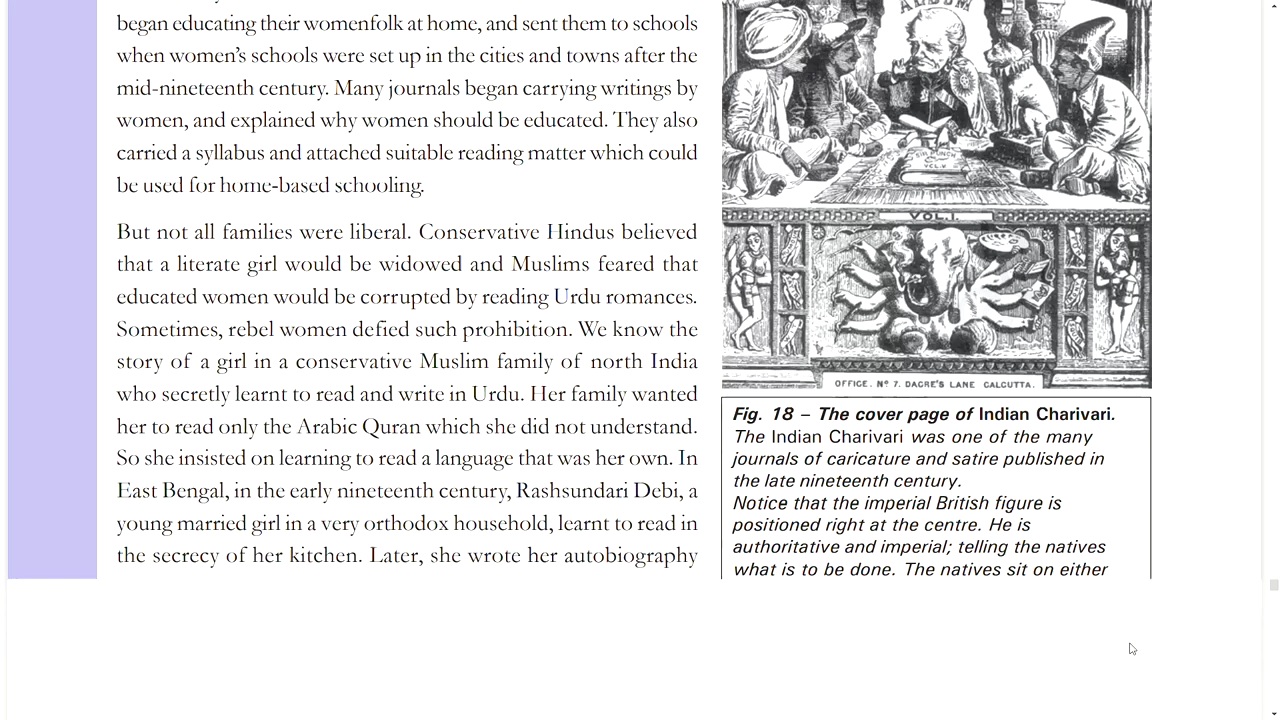 began educating their womenfolk at home, and sent them to schools
when women's schools were set up in the cities and towns after the
mid-nineteenth century. Many journals began carrying writings by
women, and explained why women should be educated. They also
carried a syllabus and attached suitable reading matter which could
be used for home-based schooling.
But not all families were liberal. Conservative Hindus believed
that a literate girl would be widowed and Muslims feared that
educated women would be corrupted by reading Urdu romances.
Sometimes, rebel women defied such prohibition. We know the
story of a girl in a conservative Muslim family of north India
who secretly learnt to read and write in Urdu. Her family wanted
her to read only the Arabic Quran which she did not understand.
So she insisted on learning to read a language that was her own. In
East Bengal, in the early nineteenth century, Rashsundari Debi, a
young married girl in a very orthodox household, learnt to read in
the secrecy of her kitchen. Later, she wrote her autobiography
ALBUM
SIR PUNCH
VOL.V
VOL.I.
OFFICE. No 7. DACRE'S LANE CALCUTTA.
Fig. 18 – The cover page of Indian Charivari.
The Indian Charivari was one of the many
journals of caricature and satire published in
the late nineteenth century.
Notice that the imperial British figure is
positioned right at the centre. He is
authoritative and imperial; telling the natives
what is to be done. The natives sit on either